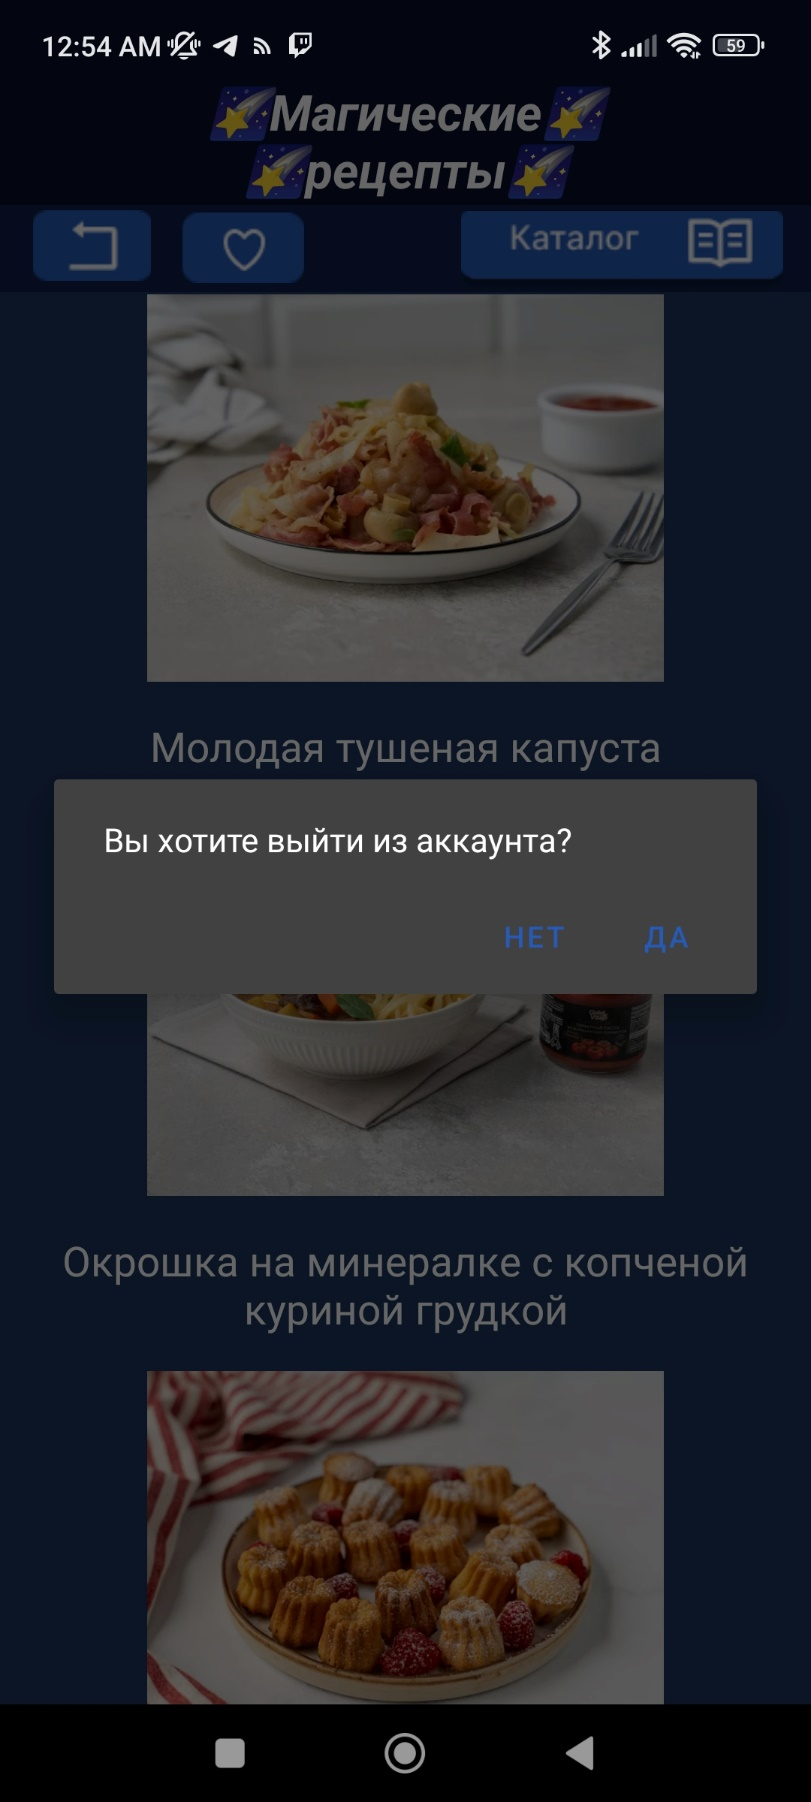 12:54 AM
59
Магические
рецепты
Каталог
Молодая тушеная капуста
Вы хотите выйти из аккаунта?
НЕТ ДА
Окрошка на минералке с копченой
куриной грудкой